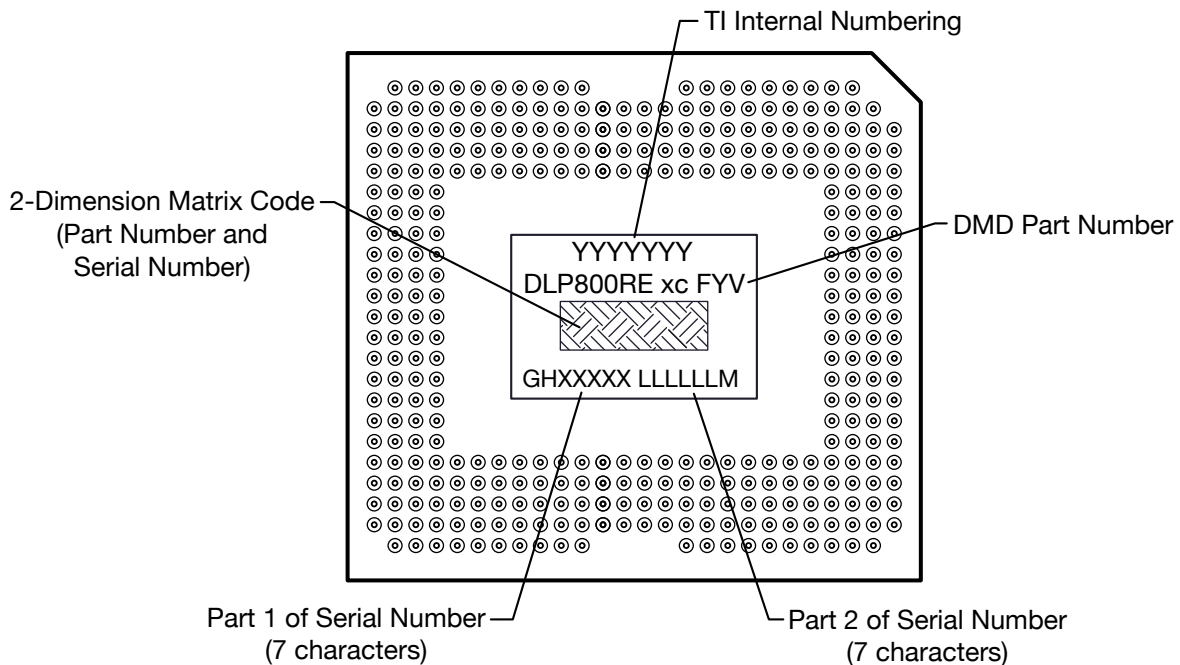 TI Internal Numbering
2-Dimension Matrix Code
(Part Number and
Serial Number)
DMD Part Number
YYYYYYY
DLP800RE xc FYV
GHXXXXX LLLLLLM
Part 1 of Serial Number
(7 characters)
Part 2 of Serial Number
(7 characters)